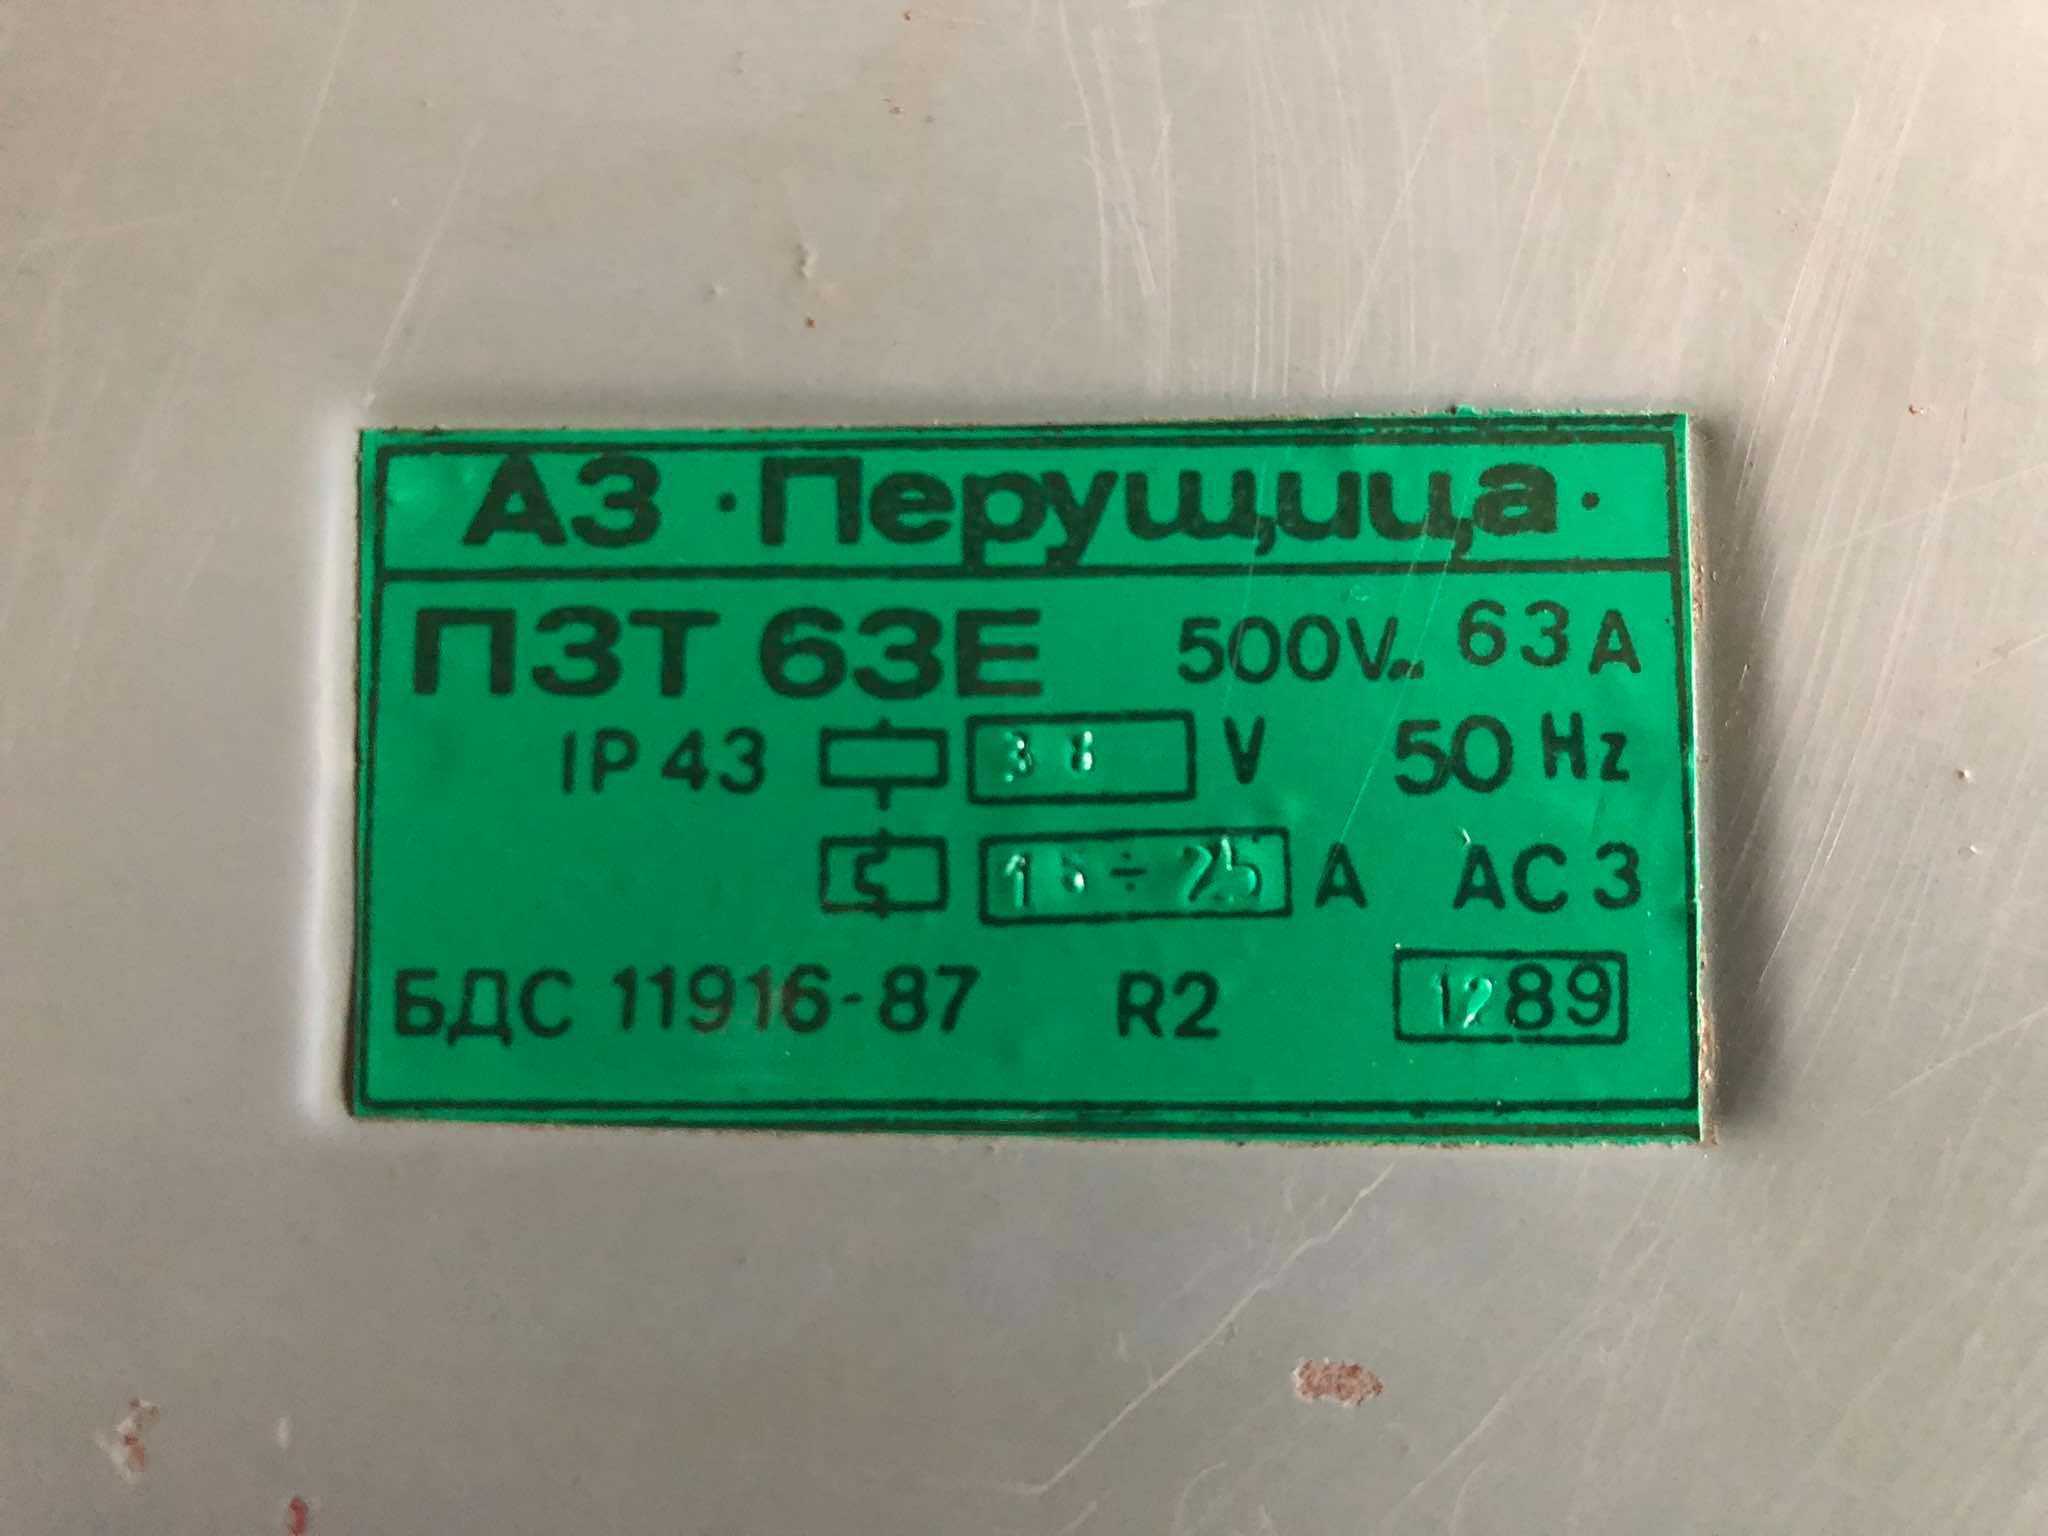 АЗ · Перущица ·
ПЗТ 63Е 500V~ 63А
IP 43 38 V 50 Hz
16 ÷ 25 A AC 3
БДС 11916-87 R2 1289